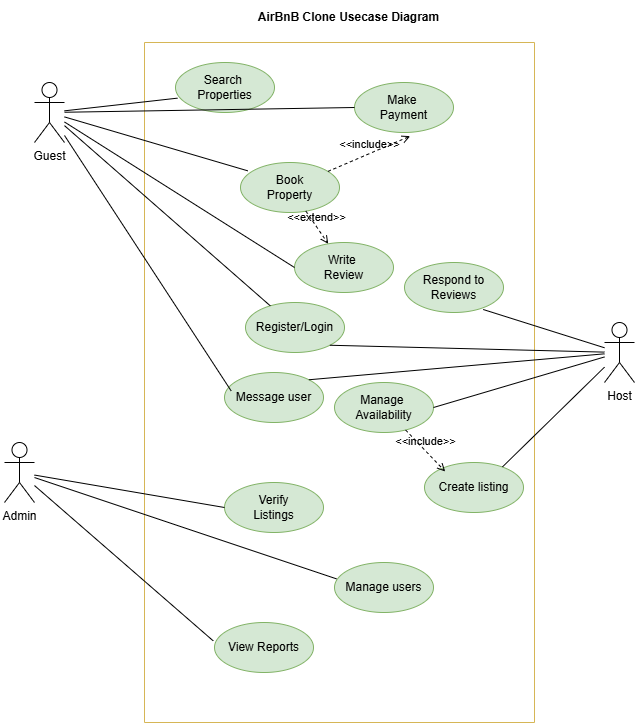 AirBnB Clone Usecase Diagram
Search
Properties
Make
Payment
Guest
<<include>>
Book
Property
<<extend>>
Write
Review
Respond to
Reviews
Register/Login
Host
Message user
Manage
Availability
<<include>>
Create listing
Admin
Verify
Listings
Manage users
View Reports